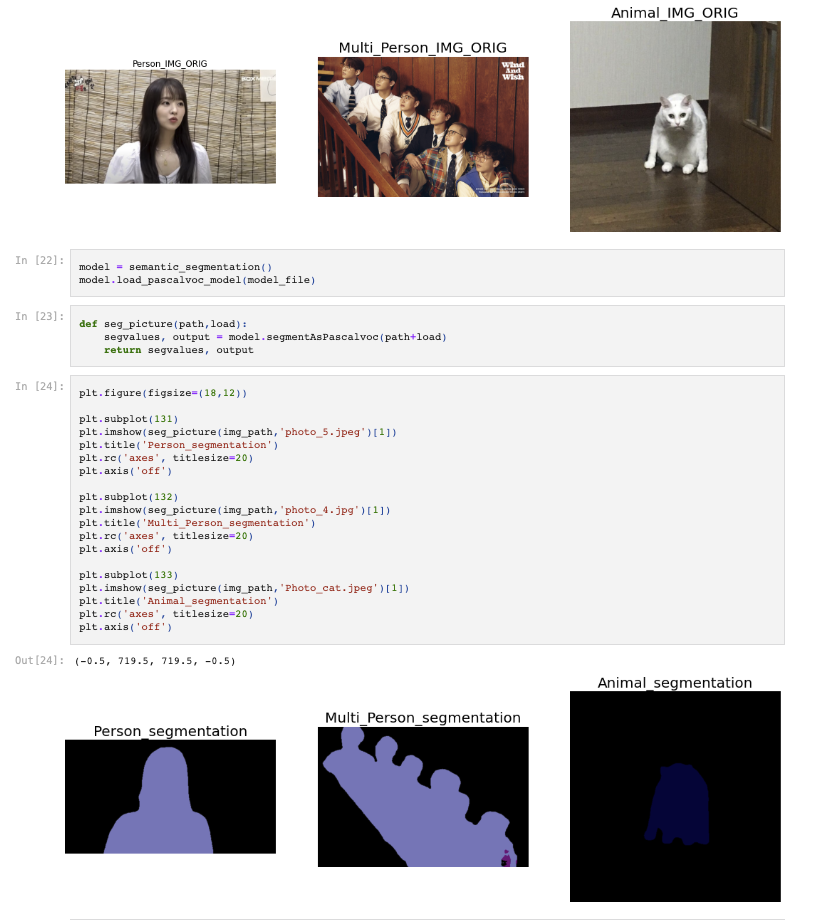 Animal_IMG_ORIG
Multi_Person_IMG_ORIG
Person_IMG_ORIG
Wind
And
Wish
In [22]:
model = semantic_segmentation()
model.load_pascalvoc_model(model_file)
In [23]:
def seg_picture(path,load):
    segvalues, output = model.segmentAsPascalvoc(path+load)
    return segvalues, output
In [24]:
plt.figure(figsize=(18,12))
plt.subplot(131)
plt.imshow(seg_picture(img_path,'photo_5.jpeg')[1])
plt.title('Person_segmentation')
plt.rc('axes', titlesize=20)
plt.axis('off')
plt.subplot(132)
plt.imshow(seg_picture(img_path,'photo_4.jpg')[1])
plt.title('Multi_Person_segmentation')
plt.rc('axes', titlesize=20)
plt.axis('off')
plt.subplot(133)
plt.imshow(seg_picture(img_path,'Photo_cat.jpeg')[1])
plt.title('Animal_segmentation')
plt.rc('axes', titlesize=20)
plt.axis('off')
Out[24]: (-0.5, 719.5, 719.5, -0.5)
Animal_segmentation
Multi_Person_segmentation
Person_segmentation